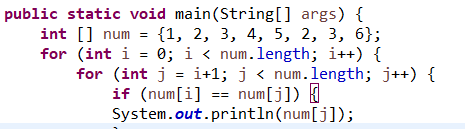 public static void main(String[] args) {
int [] num = {1, 2, 3, 4, 5, 2, 3, 6};
for (int i = 0; i < num.length; i++) {
for (int j = i+1; j < num.length; j++) {
if (num[i] == num[j]) {
System.out.println(num[j]);